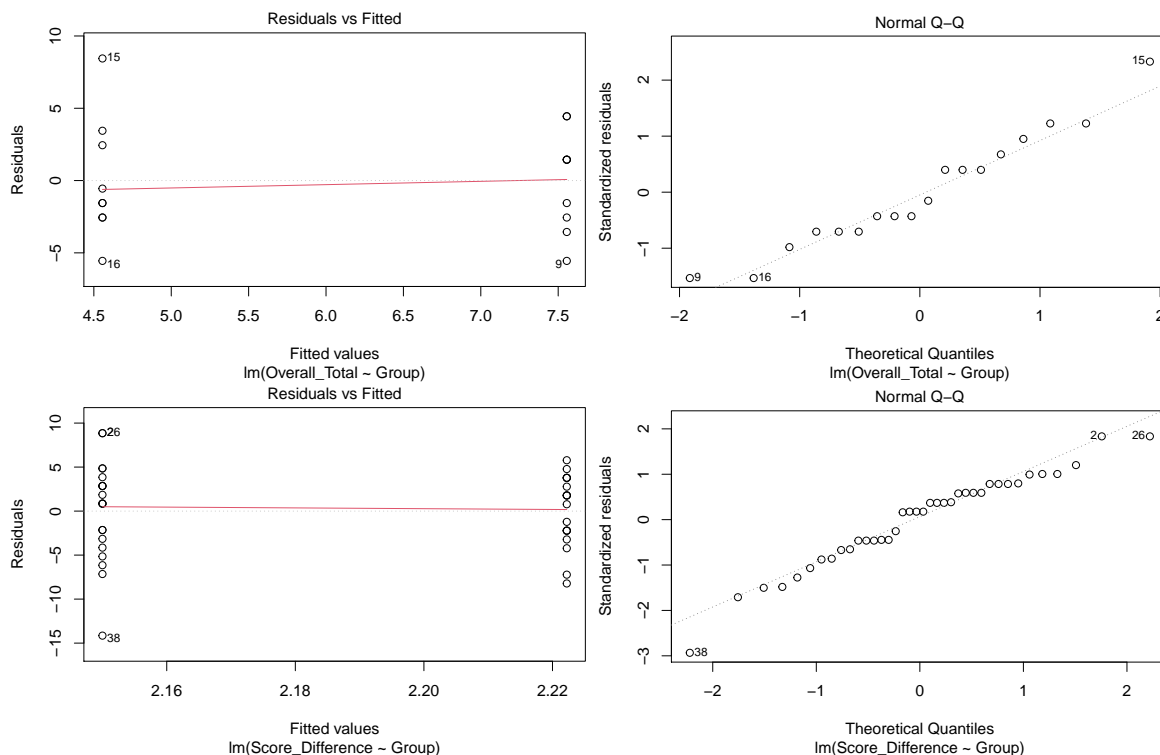 Residuals vs Fitted
10
5
0
−5
Residuals
15
16
9
4.5 5.0 5.5 6.0 6.5 7.0 7.5
Fitted values
lm(Overall_Total ~ Group)
Normal Q−Q
2
1
0
−1
Standardized residuals
15
9
16
−2 −1 0 1 2
Theoretical Quantiles
lm(Overall_Total ~ Group)
Residuals vs Fitted
10
5
0
−5
−10
−15
Residuals
26
38
2.16 2.18 2.20 2.22
Fitted values
lm(Score_Difference ~ Group)
Normal Q−Q
2
1
0
−1
−2
−3
Standardized residuals
2
26
38
−2 −1 0 1 2
Theoretical Quantiles
lm(Score_Difference ~ Group)